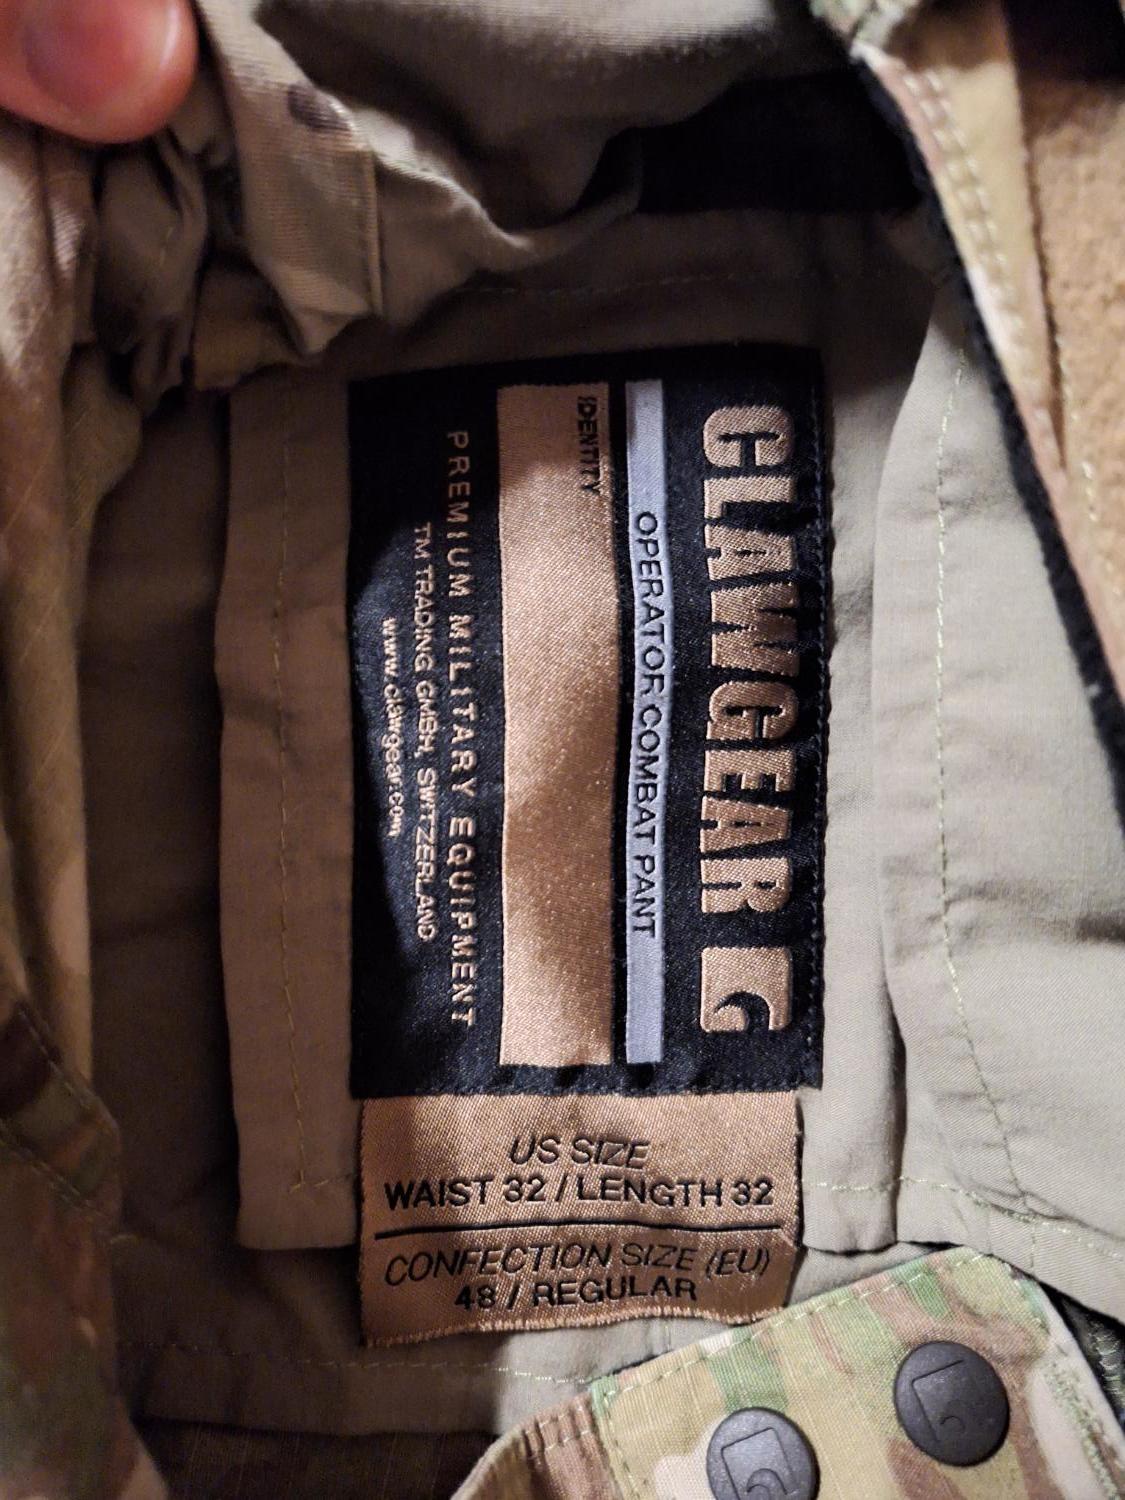 CLAWGEAR
OPERATOR COMBAT PANT
IDENTITY
PREMIUM MILITARY EQUIPMENT
TM TRADING GMBH, SWITZERLAND
www.clawgear.com
US SIZE
WAIST 32 / LENGTH 32
CONFECTION SIZE (EU)
48 / REGULAR